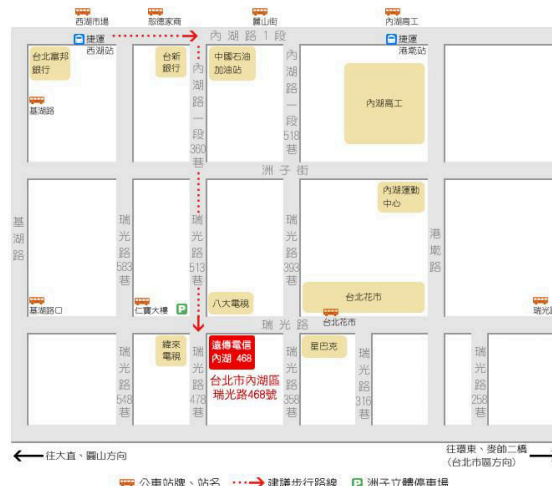 西湖市場
麗山街
內湖高工
捷運
西湖站
內湖路1段
捷運
港墘站
台北富邦
銀行
台新
銀行
中國石油
加油站
內湖高工
基湖路
內湖路一段360巷
內湖路一段518巷
洲子街
內湖運動
中心
基湖路
瑞光路583巷
瑞光路513巷
瑞光路393巷
港墘路
八大電視
台北花市
基湖路口
仁寶大樓
P
台北花市
瑞光路
瑞光路
緯來
電視
遠傳電信
內湖 468
星巴克
台北市內湖區
瑞光路468號
瑞光路548巷
瑞光路478巷
瑞光路358巷
瑞光路316巷
瑞光路258巷
往大直、圓山方向
往環東、麥帥二橋
(台北市區方向)
公車站牌、站名
建議步行路線
P 洲子立體停車場